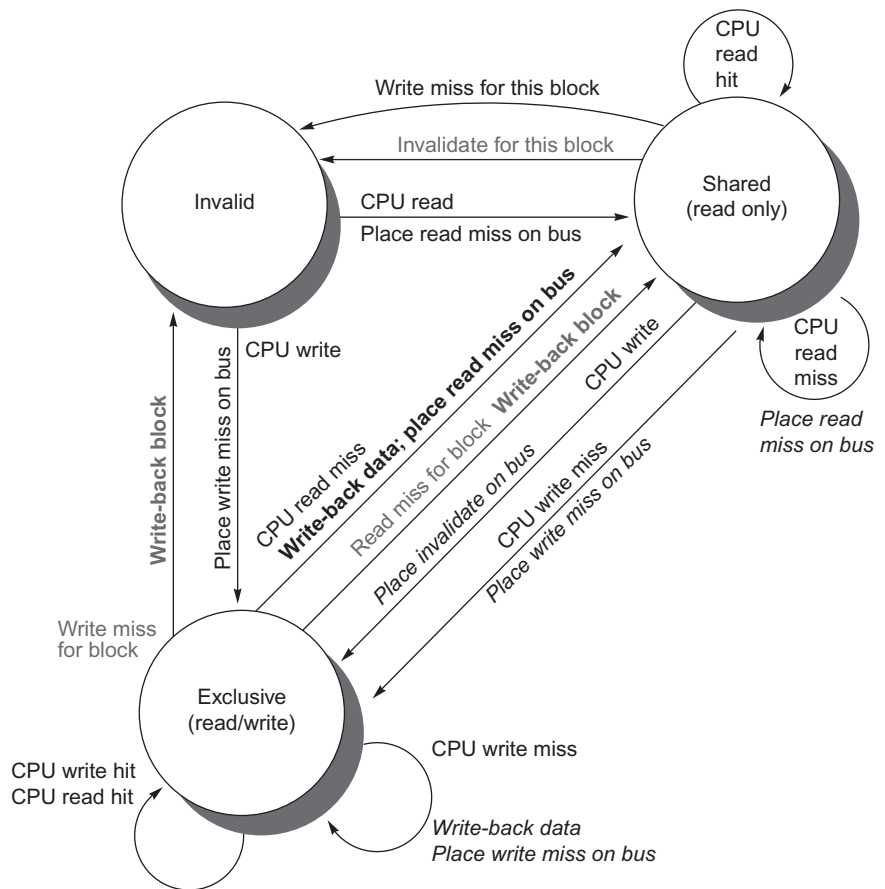 CPU
read
hit
Write miss for this block
Invalidate for this block
Invalid
Shared
(read only)
CPU read
Place read miss on bus
CPU write
Place write miss on bus
Write-back block
CPU read miss
Write-back data; place read miss on bus
Read miss for block Write-back block
CPU write
Place invalidate on bus
CPU write miss
Place write miss on bus
CPU
read
miss
Place read
miss on bus
Write miss
for block
Exclusive
(read/write)
CPU write hit
CPU read hit
CPU write miss
Write-back data
Place write miss on bus